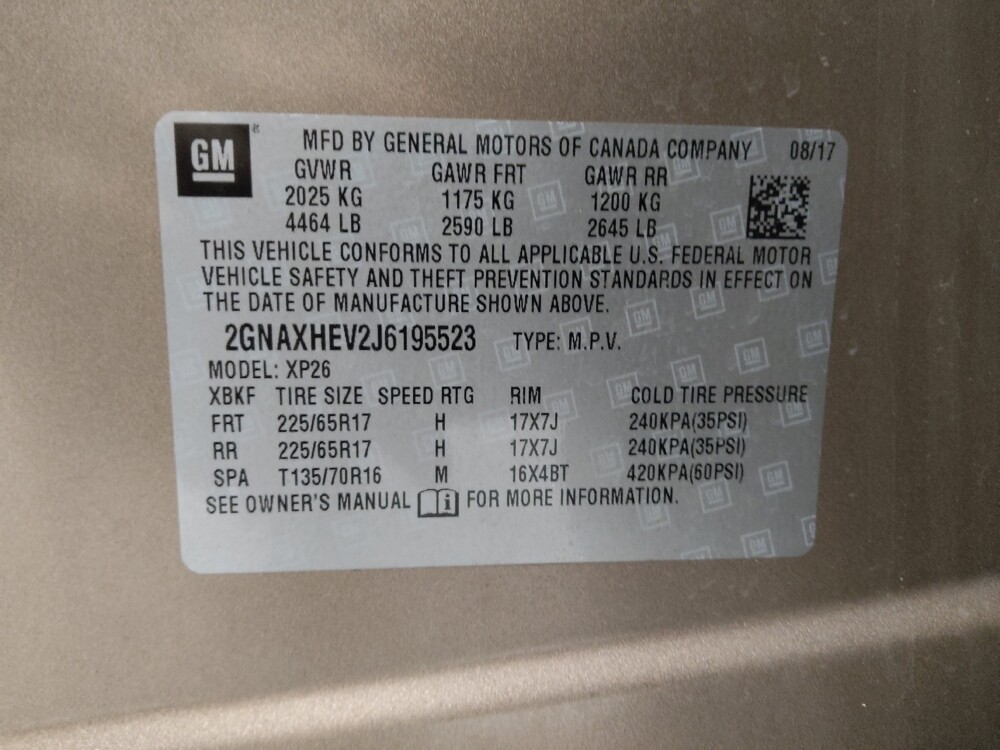 GM
MFD BY GENERAL MOTORS OF CANADA COMPANY 08/17
GVWR GAWR FRT GAWR RR
2025 KG 1175 KG 1200 KG
4464 LB 2590 LB 2645 LB
THIS VEHICLE CONFORMS TO ALL APPLICABLE U.S. FEDERAL MOTOR
VEHICLE SAFETY AND THEFT PREVENTION STANDARDS IN EFFECT ON
THE DATE OF MANUFACTURE SHOWN ABOVE.
2GNAXHEV2J6195523 TYPE: M.P.V.
MODEL: XP26
XBKF TIRE SIZE SPEED RTG RIM COLD TIRE PRESSURE
FRT 225/65R17 H 17X7J 240KPA(35PSI)
RR 225/65R17 H 17X7J 240KPA(35PSI)
SPA T135/70R16 M 16X4BT 420KPA(60PSI)
SEE OWNER'S MANUAL i FOR MORE INFORMATION.